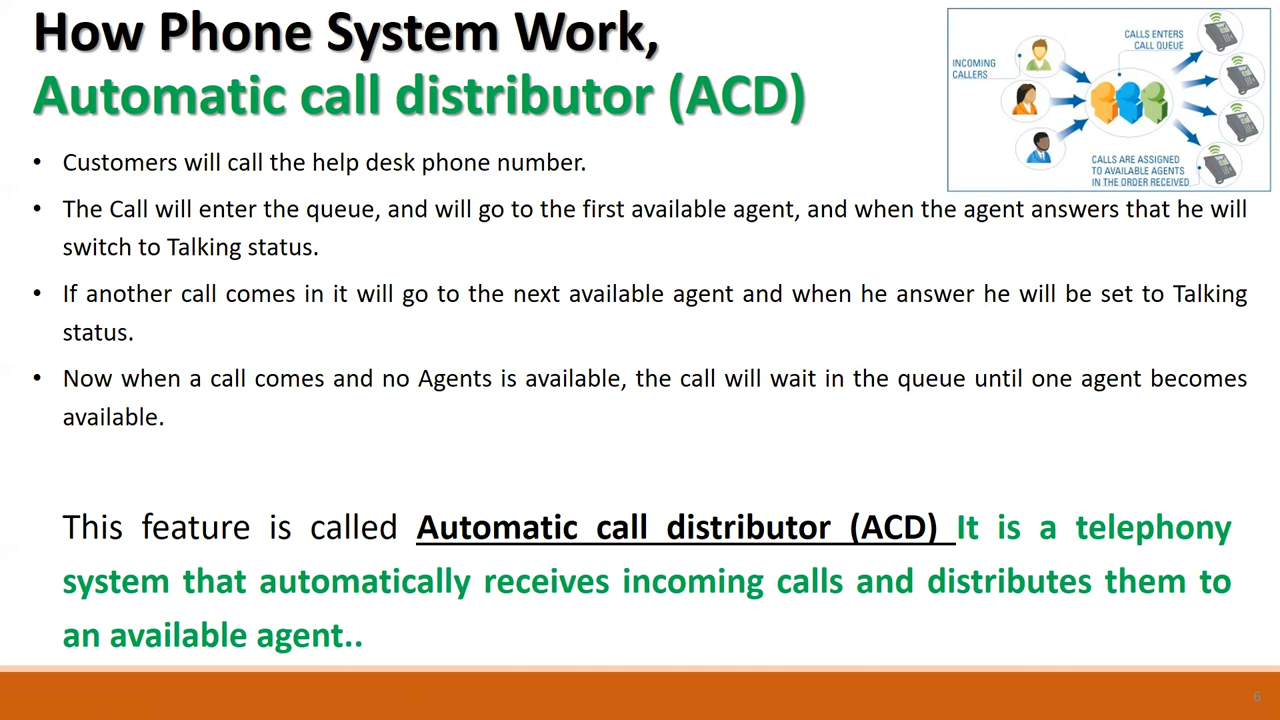 How Phone System Work,
Automatic call distributor (ACD)
INCOMING
CALLERS
CALLS ENTERS
CALL QUEUE
CALLS ARE ASSIGNED
TO AVAILABLE AGENTS
IN THE ORDER RECEIVED
• Customers will call the help desk phone number.
• The Call will enter the queue, and will go to the first available agent, and when the agent answers that he will
switch to Talking status.
• If another call comes in it will go to the next available agent and when he answer he will be set to Talking
status.
• Now when a call comes and no Agents is available, the call will wait in the queue until one agent becomes
available.
This feature is called Automatic call distributor (ACD) It is a telephony
system that automatically receives incoming calls and distributes them to
an available agent..
6